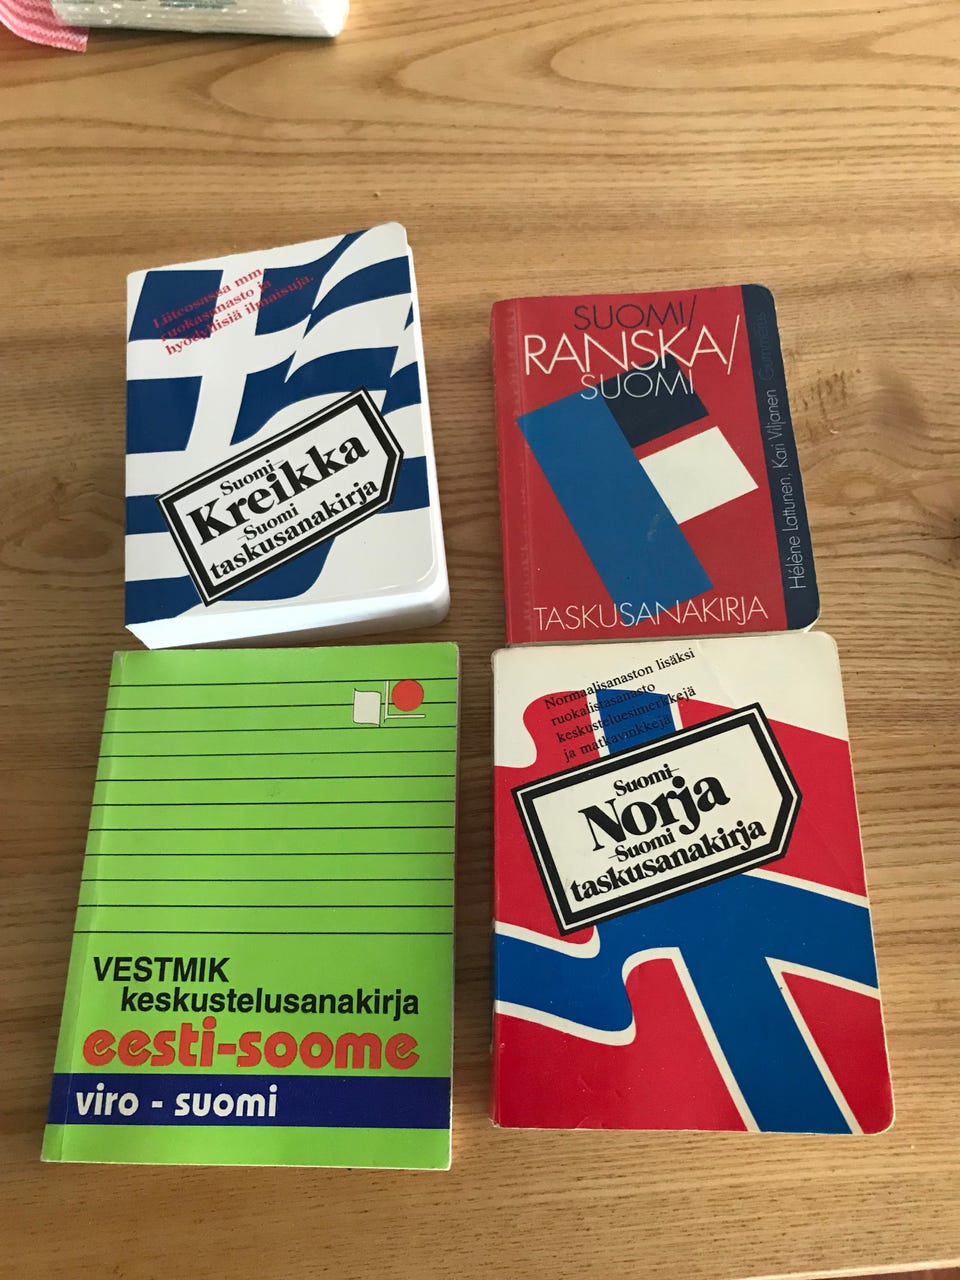 Liiteosassa mm
ruokasanasto ja
hyödyllisiä ilmaisuja.
Suomi-
Kreikka
-Suomi
taskusanakirja
SUOMI/
RANSKA/
SUOMI
TASKUSANAKIRJA
Hélène Lattunen, Kari Viljanen Gummerus
VESTMIK
keskustelusanakirja
eesti-soome
viro - suomi
Normaalisanaston lisäksi
ruokalistasanasto
keskusteluesimerkkejä
ja matkavinkkejä
Suomi-
Norja
-Suomi
taskusanakirja